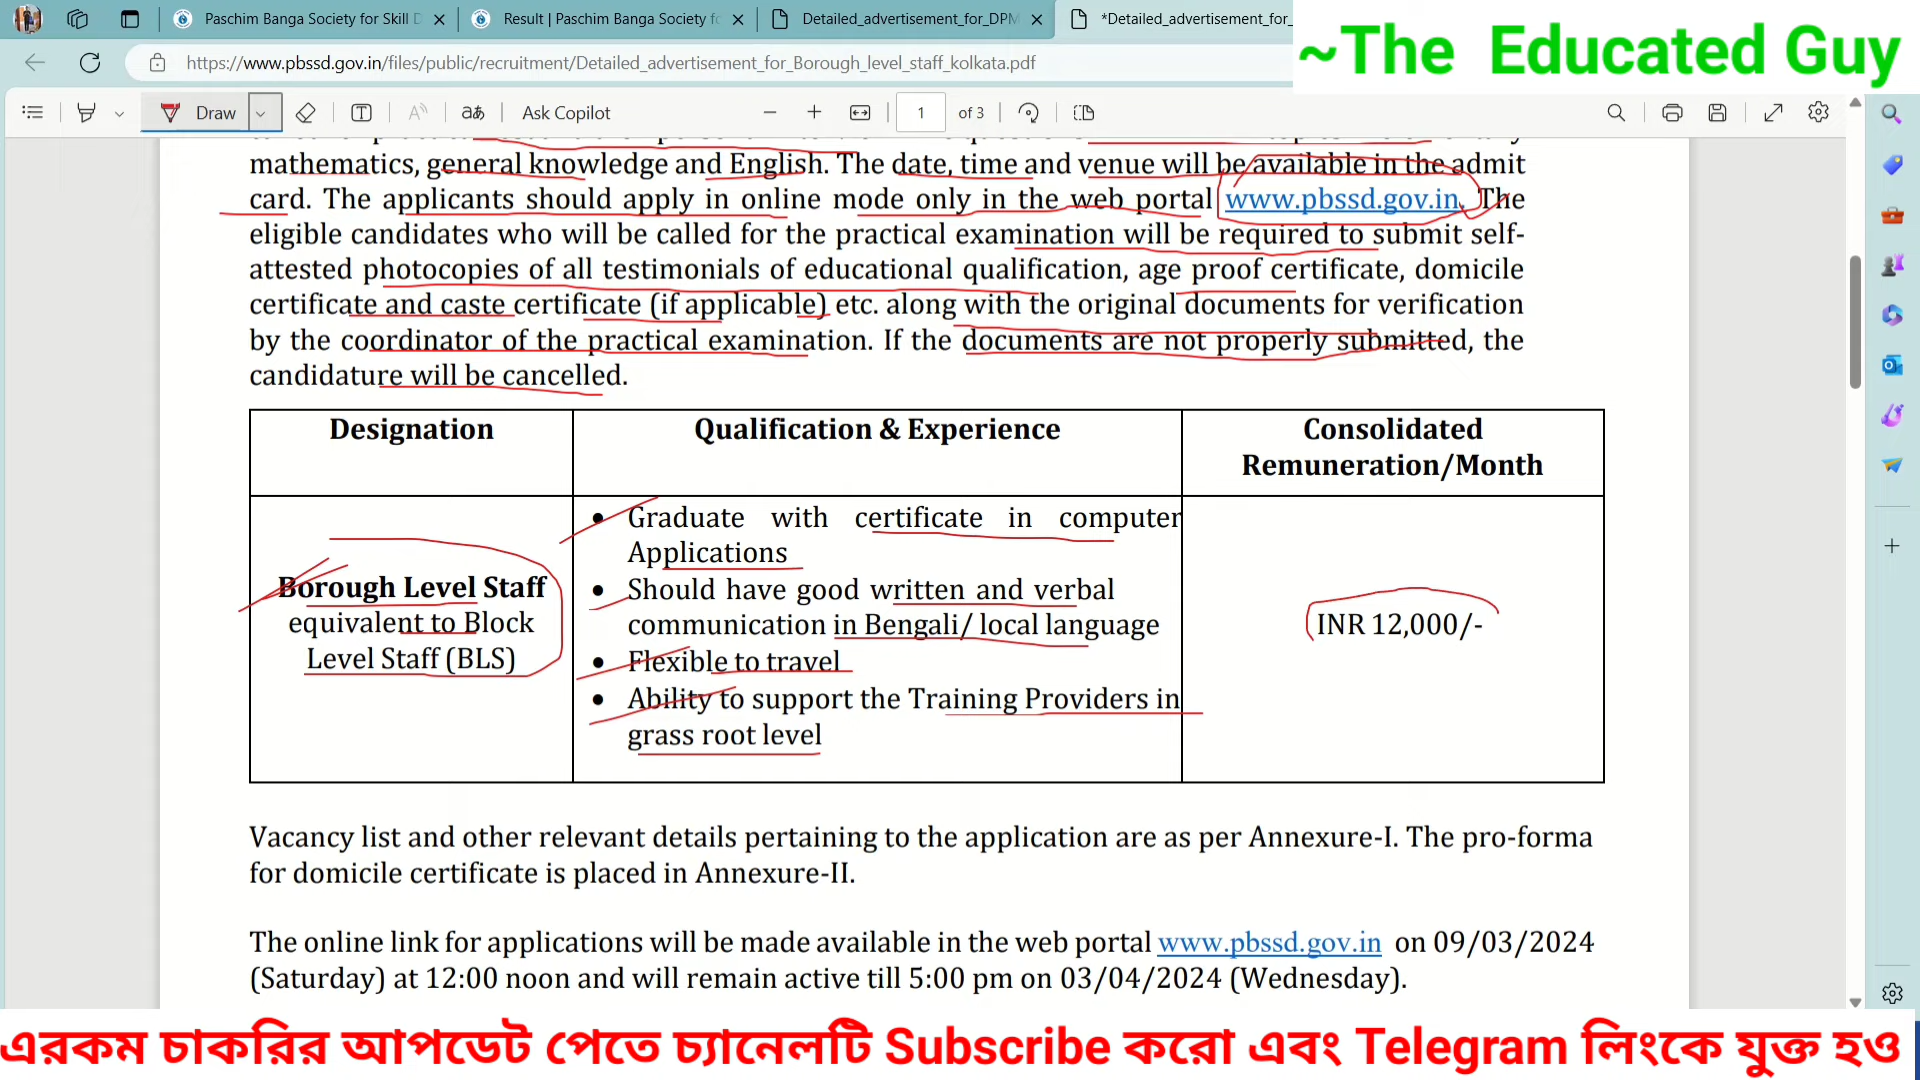 Paschim Banga Society for Skill D
Result | Paschim Banga Society fo
Detailed_advertisement_for_DPM
*Detailed_advertisement_for_
~The Educated Guy
https://www.pbssd.gov.in/files/public/recruitment/Detailed_advertisement_for_Borough_level_staff_kolkata.pdf
Draw
aあ
Ask Copilot
1 of 3
mathematics, general knowledge and English. The date, time and venue will be available in the admit
card. The applicants should apply in online mode only in the web portal www.pbssd.gov.in. The
eligible candidates who will be called for the practical examination will be required to submit self-
attested photocopies of all testimonials of educational qualification, age proof certificate, domicile
certificate and caste certificate (if applicable) etc. along with the original documents for verification
by the coordinator of the practical examination. If the documents are not properly submitted, the
candidature will be cancelled.
Designation
Qualification & Experience
Consolidated
Remuneration/Month
Borough Level Staff
equivalent to Block
Level Staff (BLS)
• Graduate with certificate in computer
Applications
• Should have good written and verbal
communication in Bengali/ local language
• Flexible to travel
• Ability to support the Training Providers in
grass root level
INR 12,000/-
Vacancy list and other relevant details pertaining to the application are as per Annexure-I. The pro-forma
for domicile certificate is placed in Annexure-II.
The online link for applications will be made available in the web portal www.pbssd.gov.in on 09/03/2024
(Saturday) at 12:00 noon and will remain active till 5:00 pm on 03/04/2024 (Wednesday).
এরকম চাকরির আপডেট পেতে চ্যানেলটি Subscribe করো এবং Telegram লিংকে যুক্ত হও